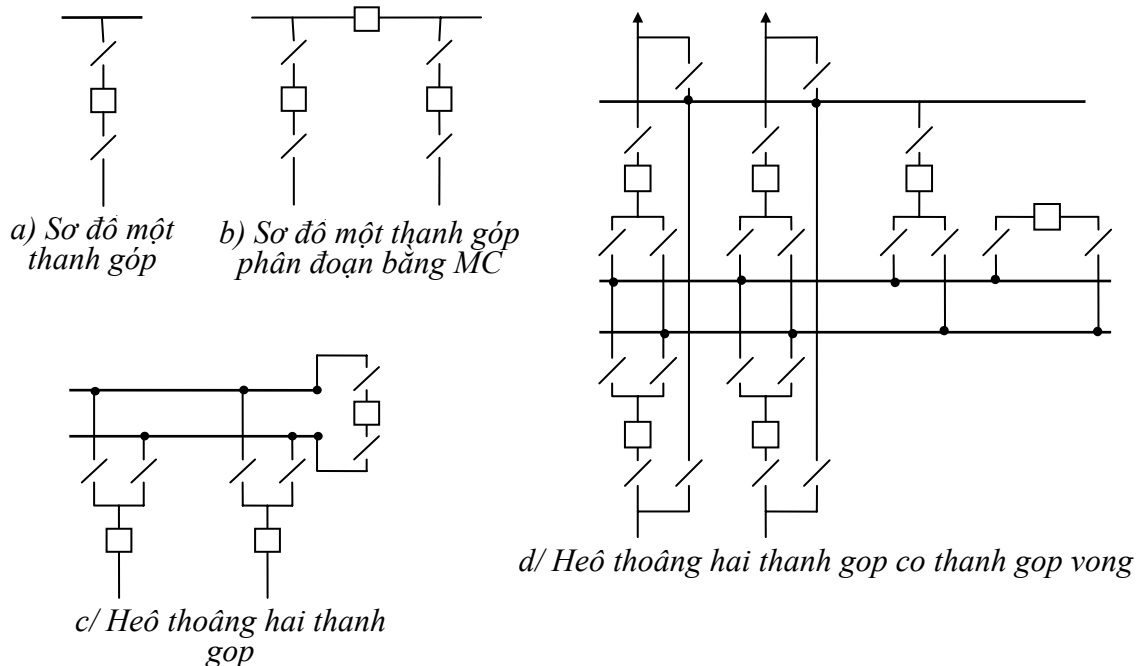 a) Sơ đồ một
thanh góp
b) Sơ đồ một thanh góp
phân đoạn bằng MC
c/ Heô thoâng hai thanh
gop
d/ Heô thoâng hai thanh gop co thanh gop vong